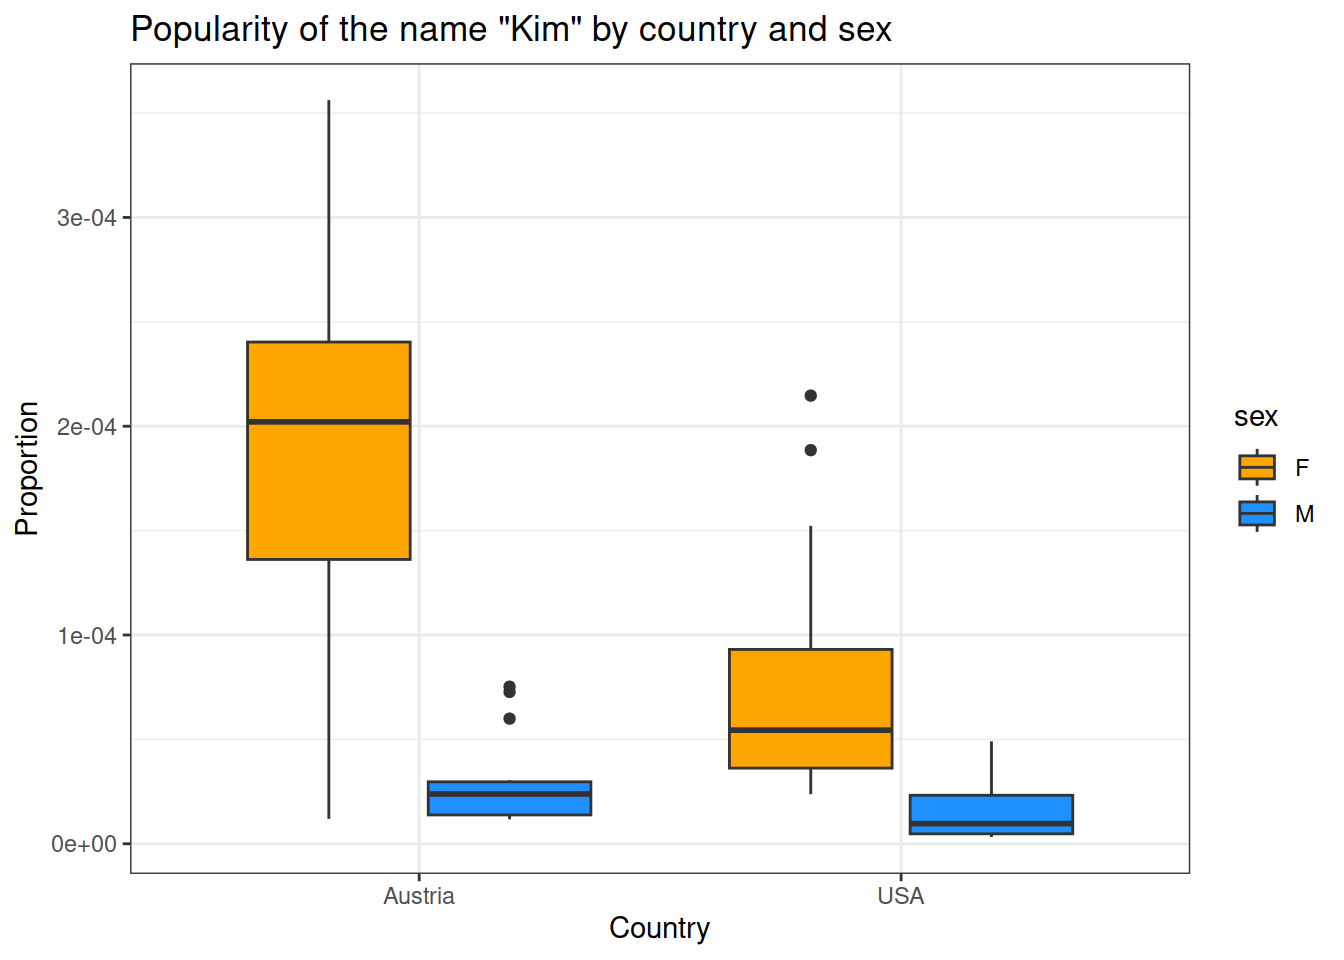 Popularity of the name "Kim" by country and sex
Proportion
3e-04
2e-04
1e-04
0e+00
Austria
USA
Country
sex
F
M